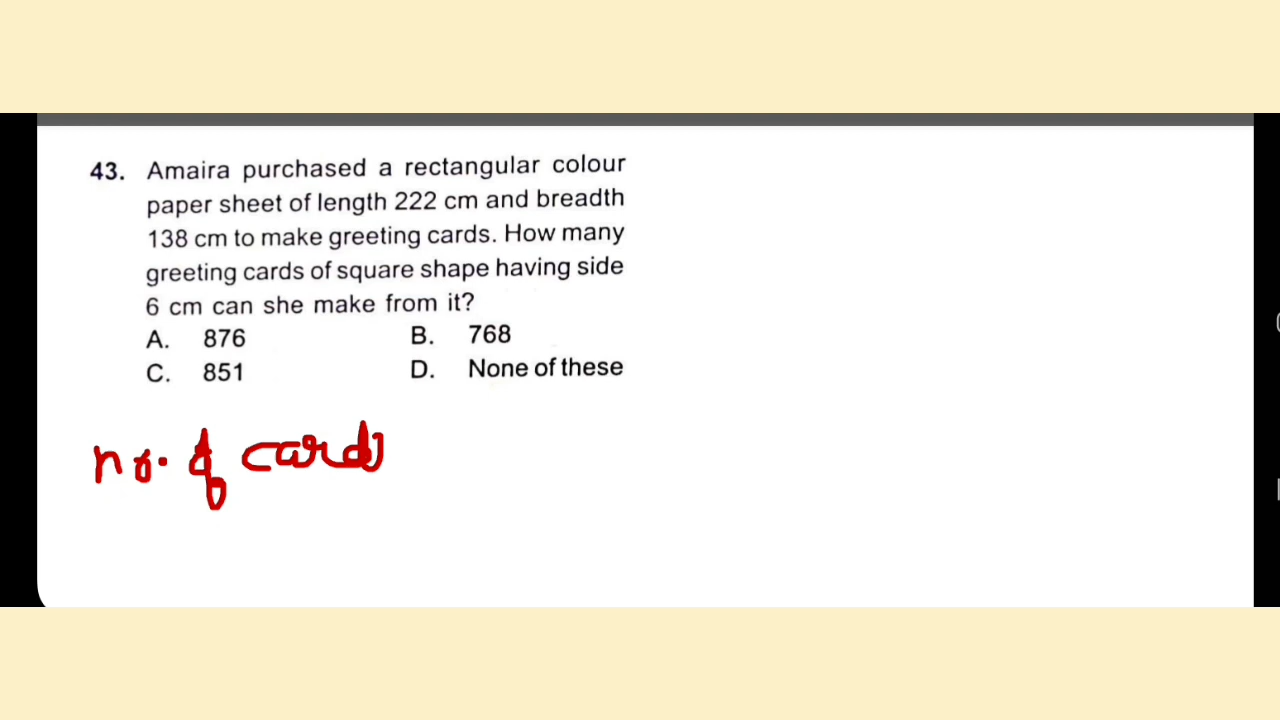 43. Amaira purchased a rectangular colour
paper sheet of length 222 cm and breadth
138 cm to make greeting cards. How many
greeting cards of square shape having side
6 cm can she make from it?
A. 876 B. 768
C. 851 D. None of these
no. of cards